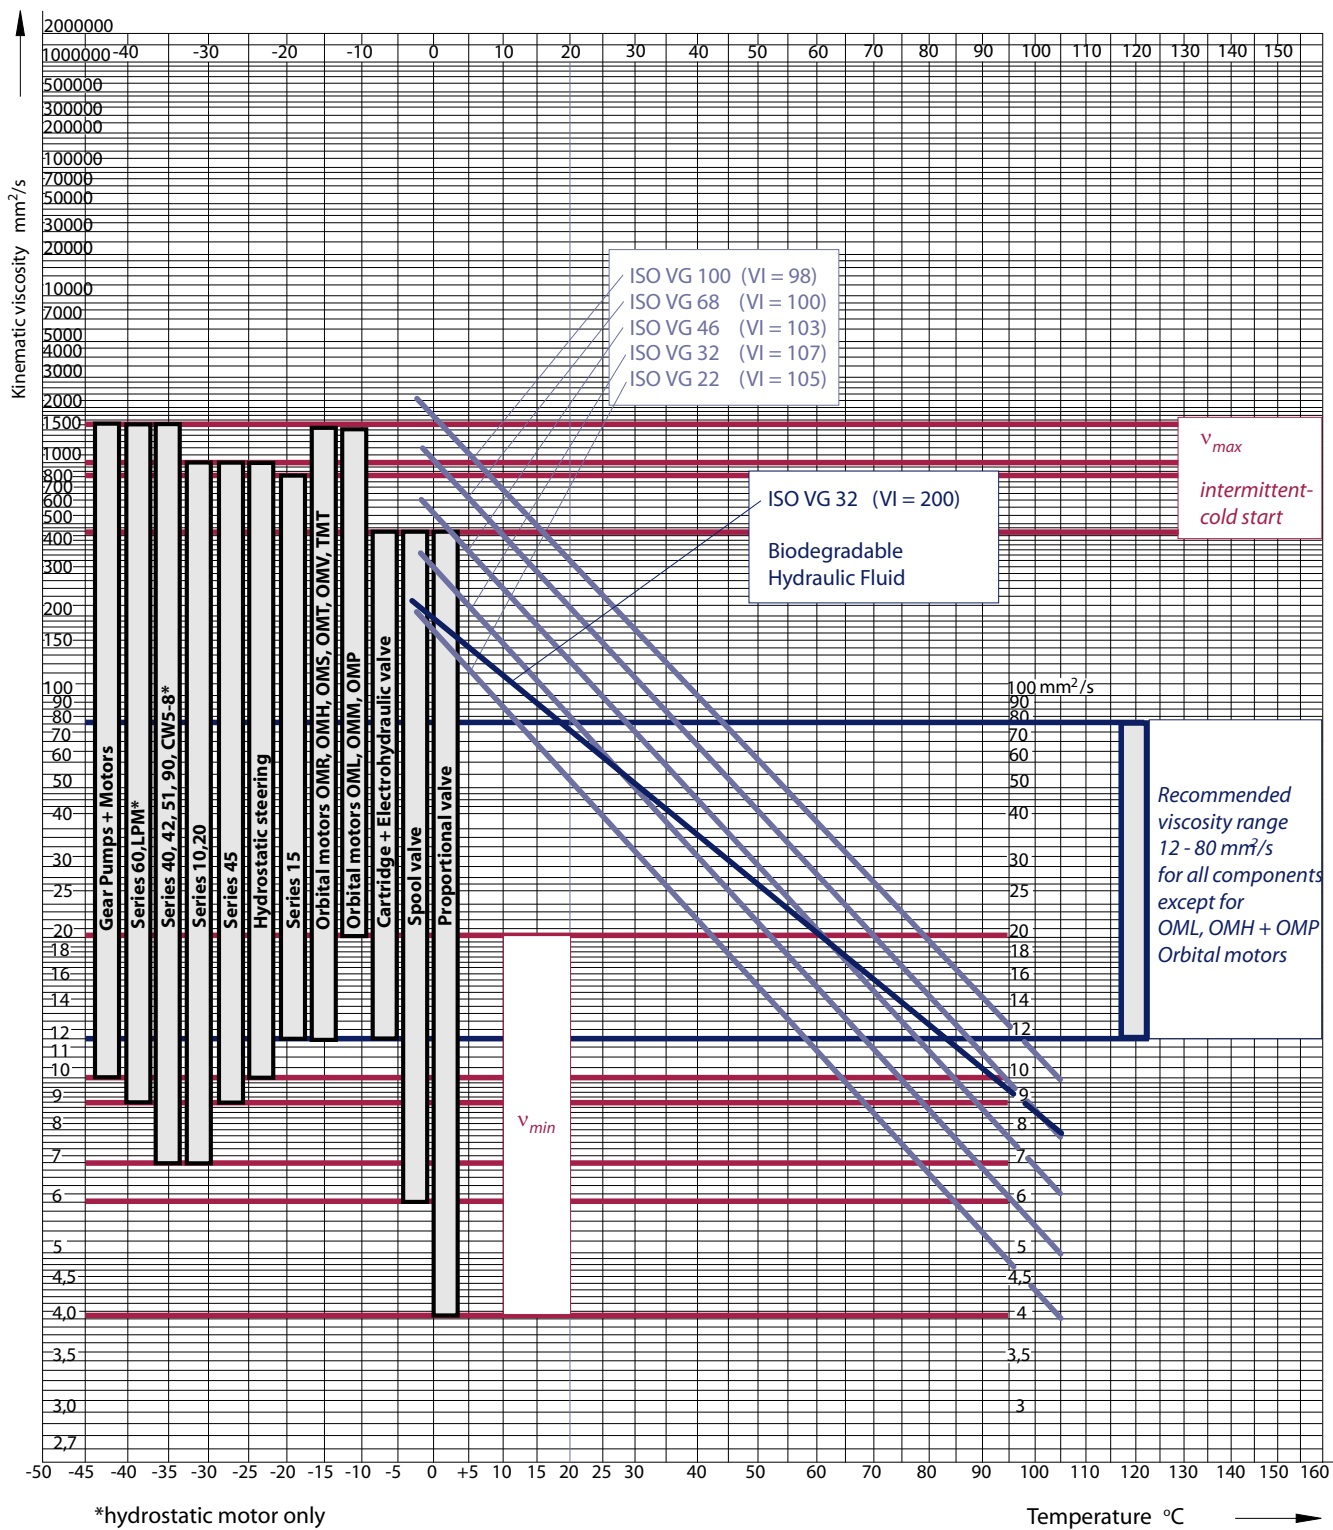 2000000
1000000
500000
300000
200000
100000
70000
50000
30000
20000
10000
7000
5000
4000
3000
2000
1500
1000
800
700
600
500
400
300
200
150
100
90
80
70
60
50
40
30
25
20
18
16
14
12
11
10
9
8
7
6
5
4,5
4,0
3,5
3,0
2,7
Kinematic viscosity mm²/s
-40 -30 -20 -10 0 10 20 30 40 50 60 70 80 90 100 110 120 130 150
ISO VG 100 (VI = 98)
ISO VG 68 (VI = 100)
ISO VG 46 (VI = 103)
ISO VG 32 (VI = 107)
ISO VG 22 (VI = 105)
νmax
intermittent-
cold start
ISO VG 32 (VI = 200)
Biodegradable
Hydraulic Fluid
Gear Pumps + Motors
Series 60,LPM*
Series 40, 42, 51, 90, CW5-8*
Series 10,20
Series 45
Hydrostatic steering
Series 15
Orbital motors OMR, OMH, OMS, OMT, OMV, TMT
Orbital motors OML, OMM, OMP
Cartridge + Electrohydraulic valve
Spool valve
Proportional valve
100 mm²/s
90
80
70
60
50
40
30
25
20
18
16
14
12
10
9
8
7
6
5
4,5
4
3,5
3
Recommended
viscosity range
12 - 80 mm²/s
for all components
except for
OML, OMH + OMP
Orbital motors
νmin
-50 -45 -40 -35 -30 -25 -20 -15 -10 -5 0 +5 10 15 20 25 30 40 50 60 70 80 90 100 110 120 130 140 150 160
*hydrostatic motor only
Temperature °C